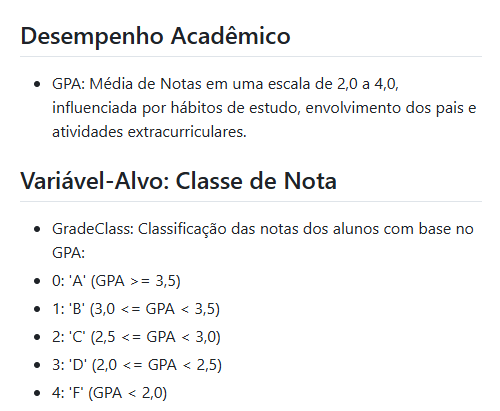 Desempenho Acadêmico
GPA: Média de Notas em uma escala de 2,0 a 4,0,
influenciada por hábitos de estudo, envolvimento dos pais e
atividades extracurriculares.
Variável-Alvo: Classe de Nota
GradeClass: Classificação das notas dos alunos com base no
GPA:
0: 'A' (GPA >= 3,5)
1: 'B' (3,0 <= GPA < 3,5)
2: 'C' (2,5 <= GPA < 3,0)
3: 'D' (2,0 <= GPA < 2,5)
4: 'F' (GPA < 2,0)